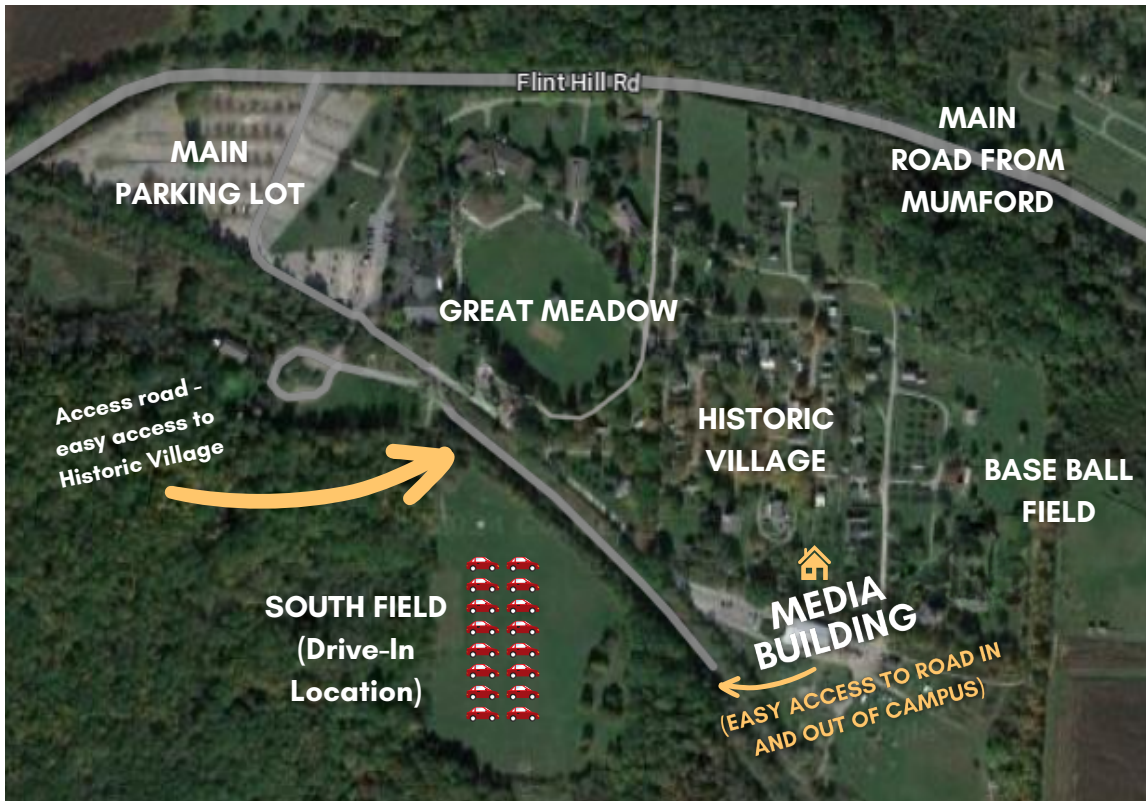 Flint Hill Rd
MAIN
PARKING LOT
MAIN
ROAD FROM
MUMFORD
GREAT MEADOW
Access road -
easy access to
Historic Village
HISTORIC
VILLAGE
BASE BALL
FIELD
SOUTH FIELD
(Drive-In
Location)
MEDIA
BUILDING
(EASY ACCESS TO ROAD IN
AND OUT OF CAMPUS)